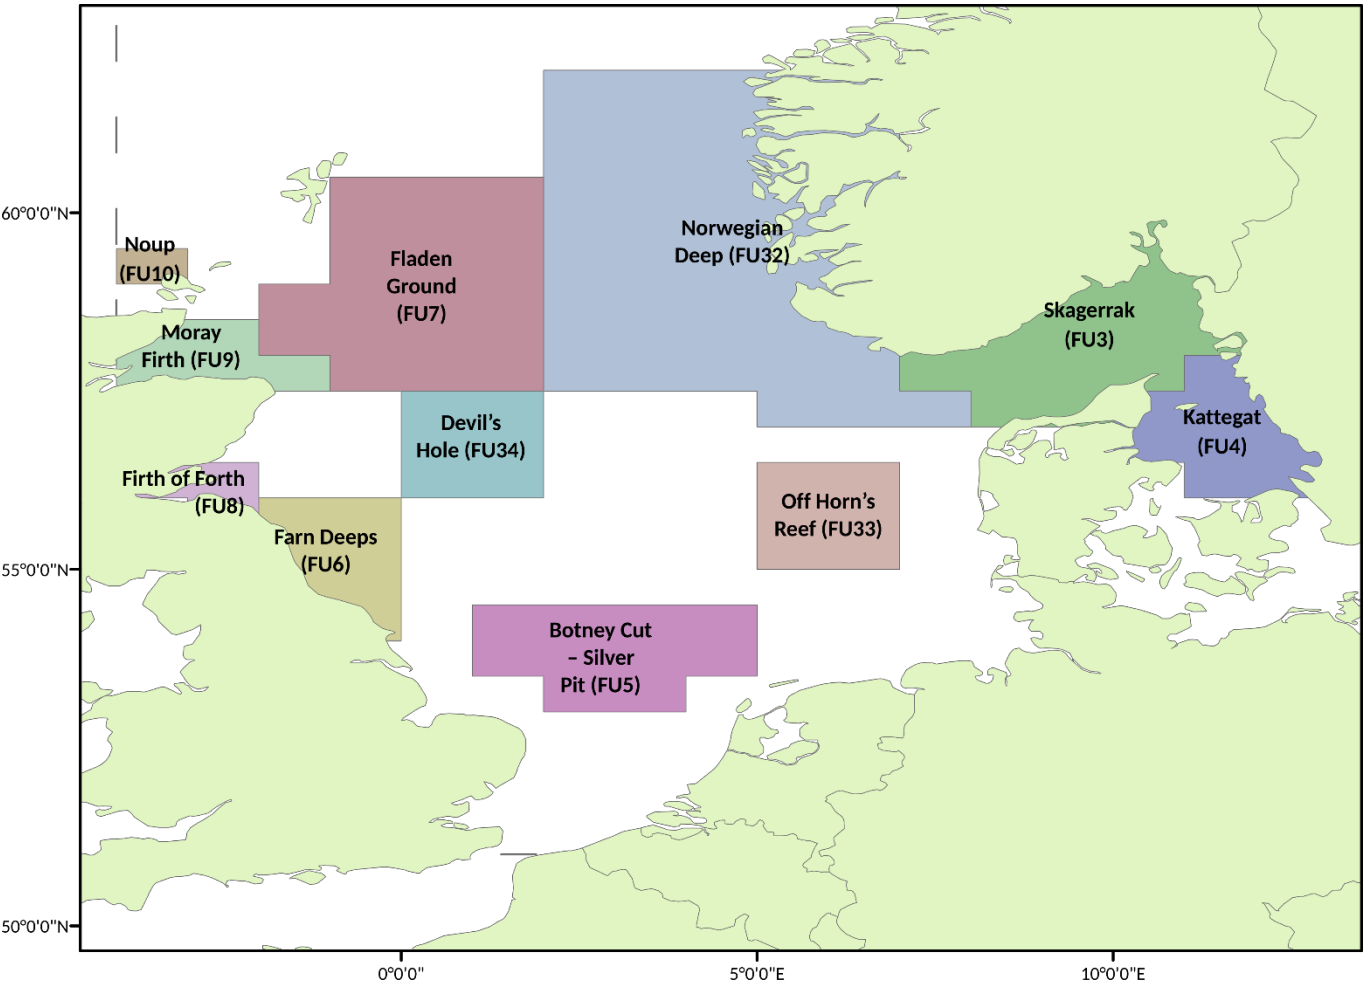 60°0'0"N
55°0'0"N
50°0'0"N
Noup
(FU10)
Moray
Firth (FU9)
Fladen
Ground
(FU7)
Norwegian
Deep (FU32)
Skagerrak
(FU3)
Kattegat
(FU4)
Devil's
Hole (FU34)
Firth of Forth
(FU8)
Farn Deeps
(FU6)
Off Horn's
Reef (FU33)
Botney Cut
– Silver
Pit (FU5)
0°0'0"
5°0'0"E
10°0'0"E